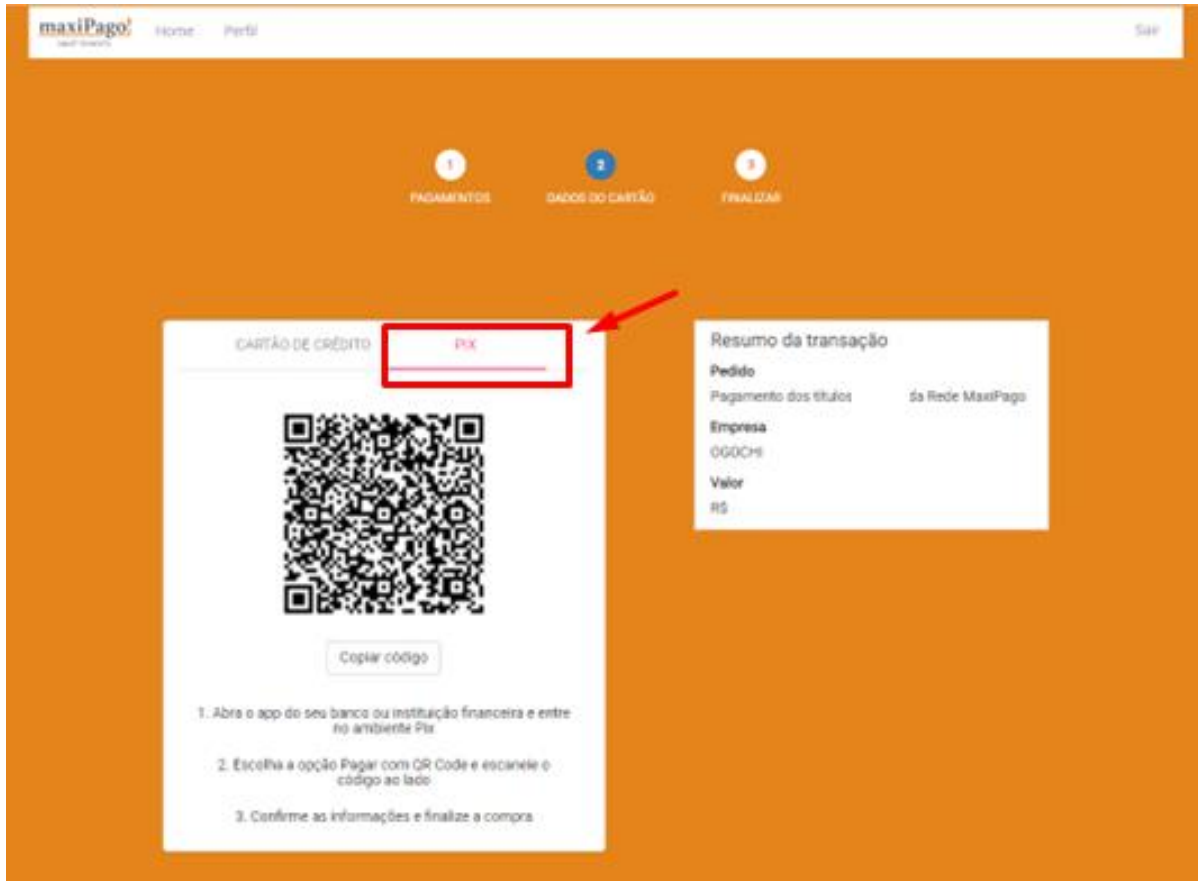 maxiPago!
Home Perfil Sair
1 2 3
PAGAMENTOS DADOS DO CARTÃO FINALIZAR
CARTÃO DE CRÉDITO PIX
Copiar código
1. Abra o app do seu banco ou instituição financeira e entre
no ambiente Pix
2. Escolha a opção Pagar com QR Code e escaneie o
código ao lado
3. Confirme as informações e finalize a compra
Resumo da transação
Pedido
Pagamento dos títulos da Rede MaxiPago
Empresa
OGOCHI
Valor
R$